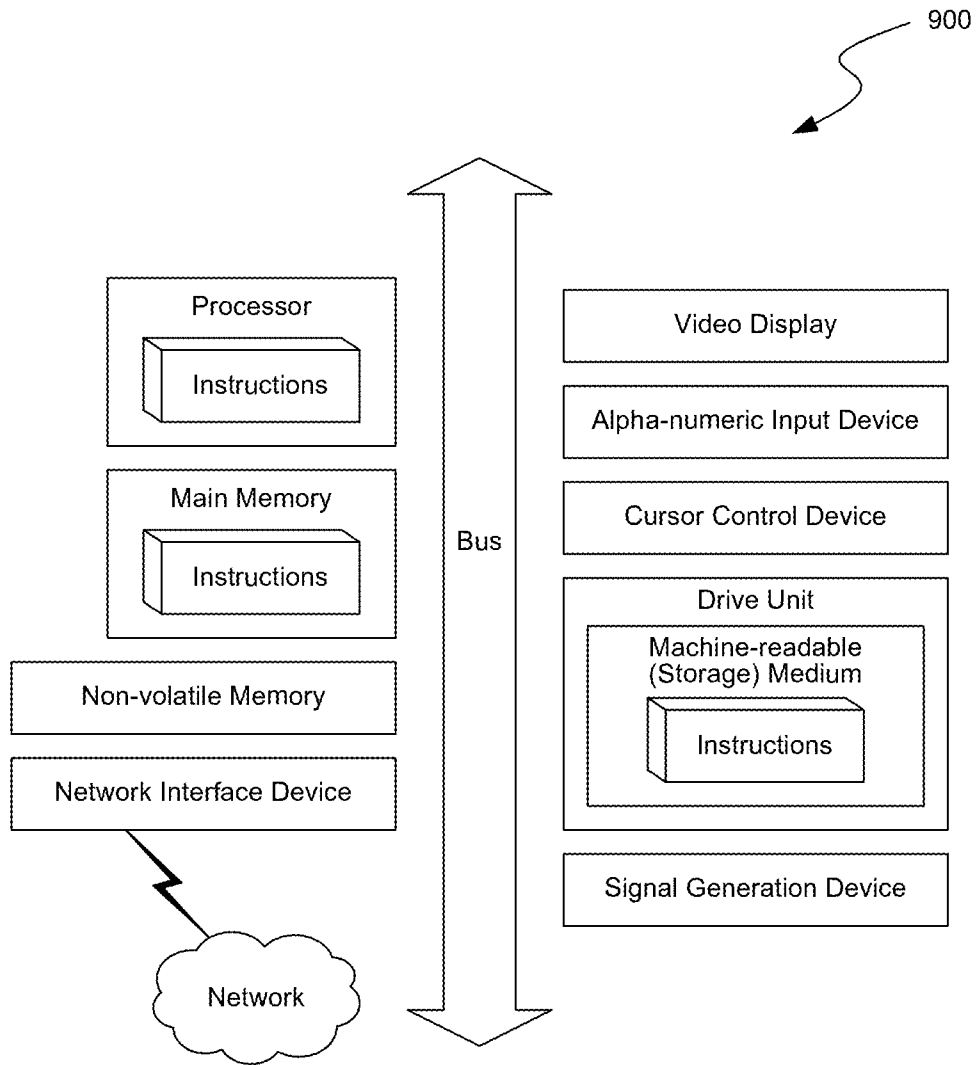 900
Processor
Instructions
Main Memory
Instructions
Non-volatile Memory
Network Interface Device
Network
Bus
Video Display
Alpha-numeric Input Device
Cursor Control Device
Drive Unit
Machine-readable
(Storage) Medium
Instructions
Signal Generation Device